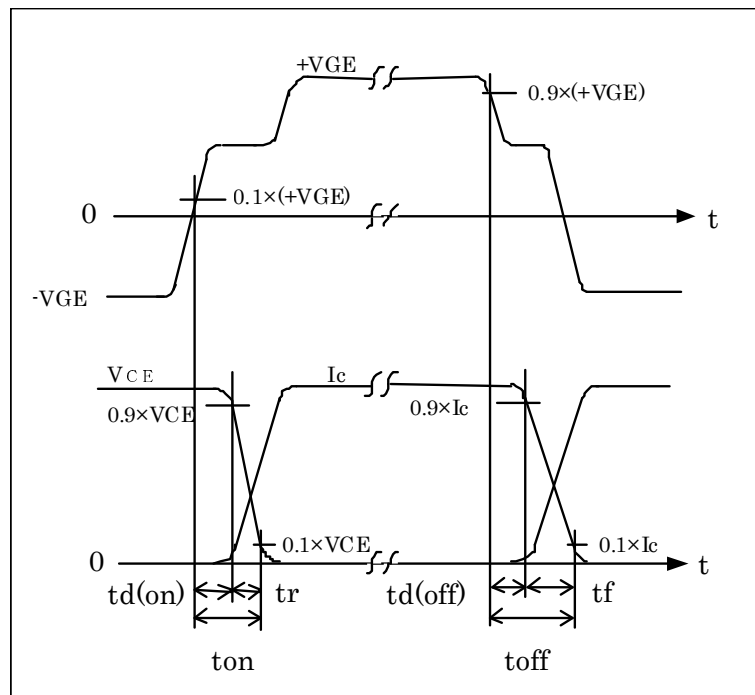 +VGE
0.9×(+VGE)
0.1×(+VGE)
0
t
-VGE
VCE
Ic
0.9×VCE
0.9×Ic
0.1×VCE
0.1×Ic
0
t
td(on)
tr
td(off)
tf
ton
toff